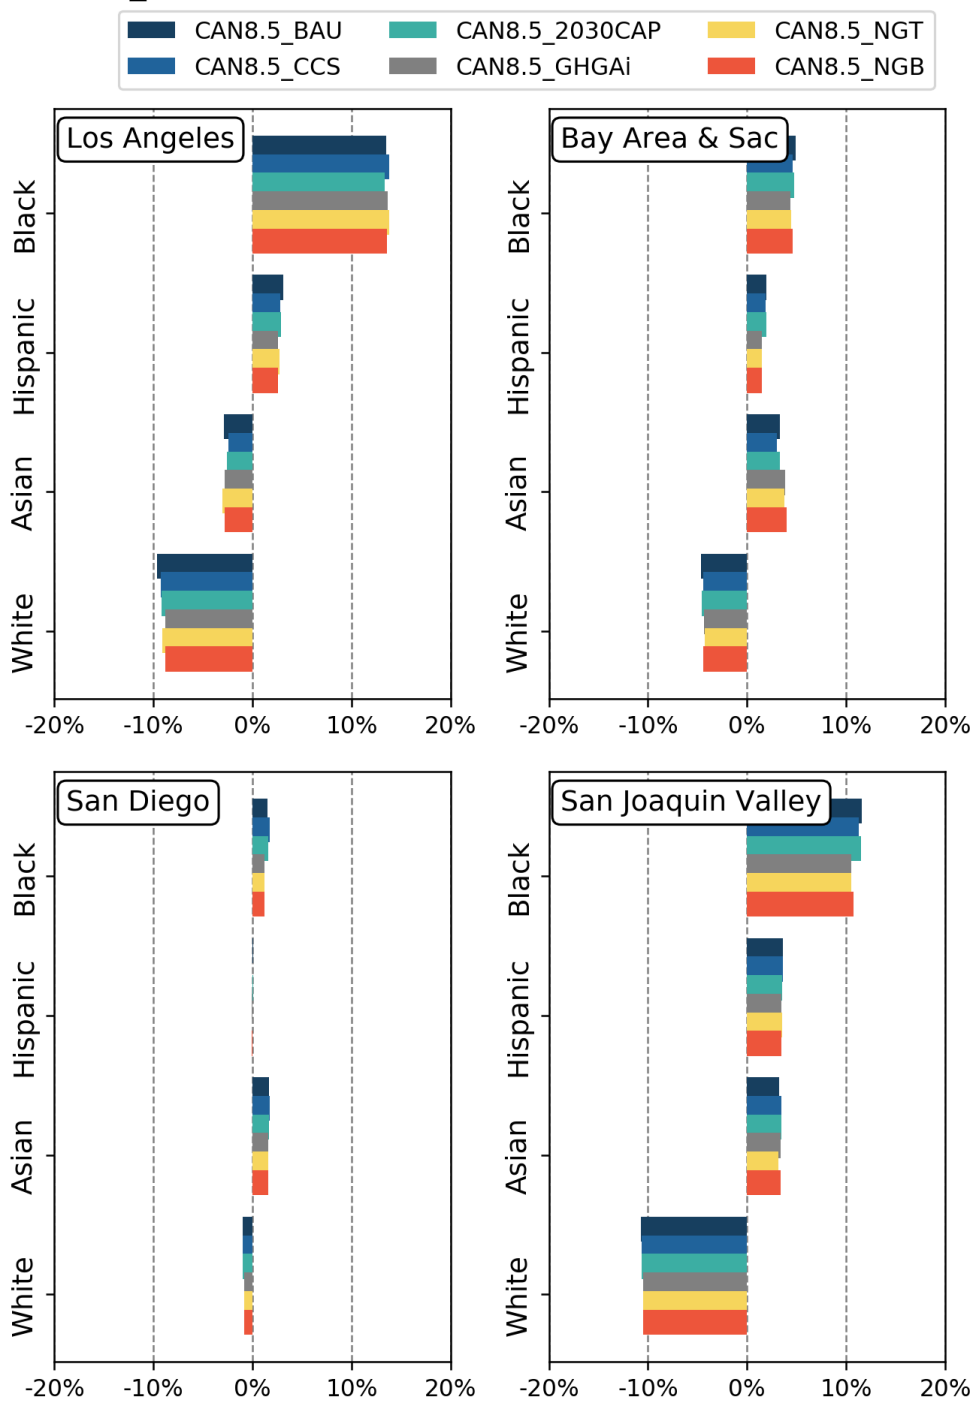 CAN8.5_BAU CAN8.5_2030CAP CAN8.5_NGT
CAN8.5_CCS CAN8.5_GHGAi CAN8.5_NGB
Los Angeles
Black
Hispanic
Asian
White
-20% -10% 0% 10% 20%
Bay Area & Sac
Black
Hispanic
Asian
White
-20% -10% 0% 10% 20%
San Diego
Black
Hispanic
Asian
White
-20% -10% 0% 10% 20%
San Joaquin Valley
Black
Hispanic
Asian
White
-20% -10% 0% 10% 20%